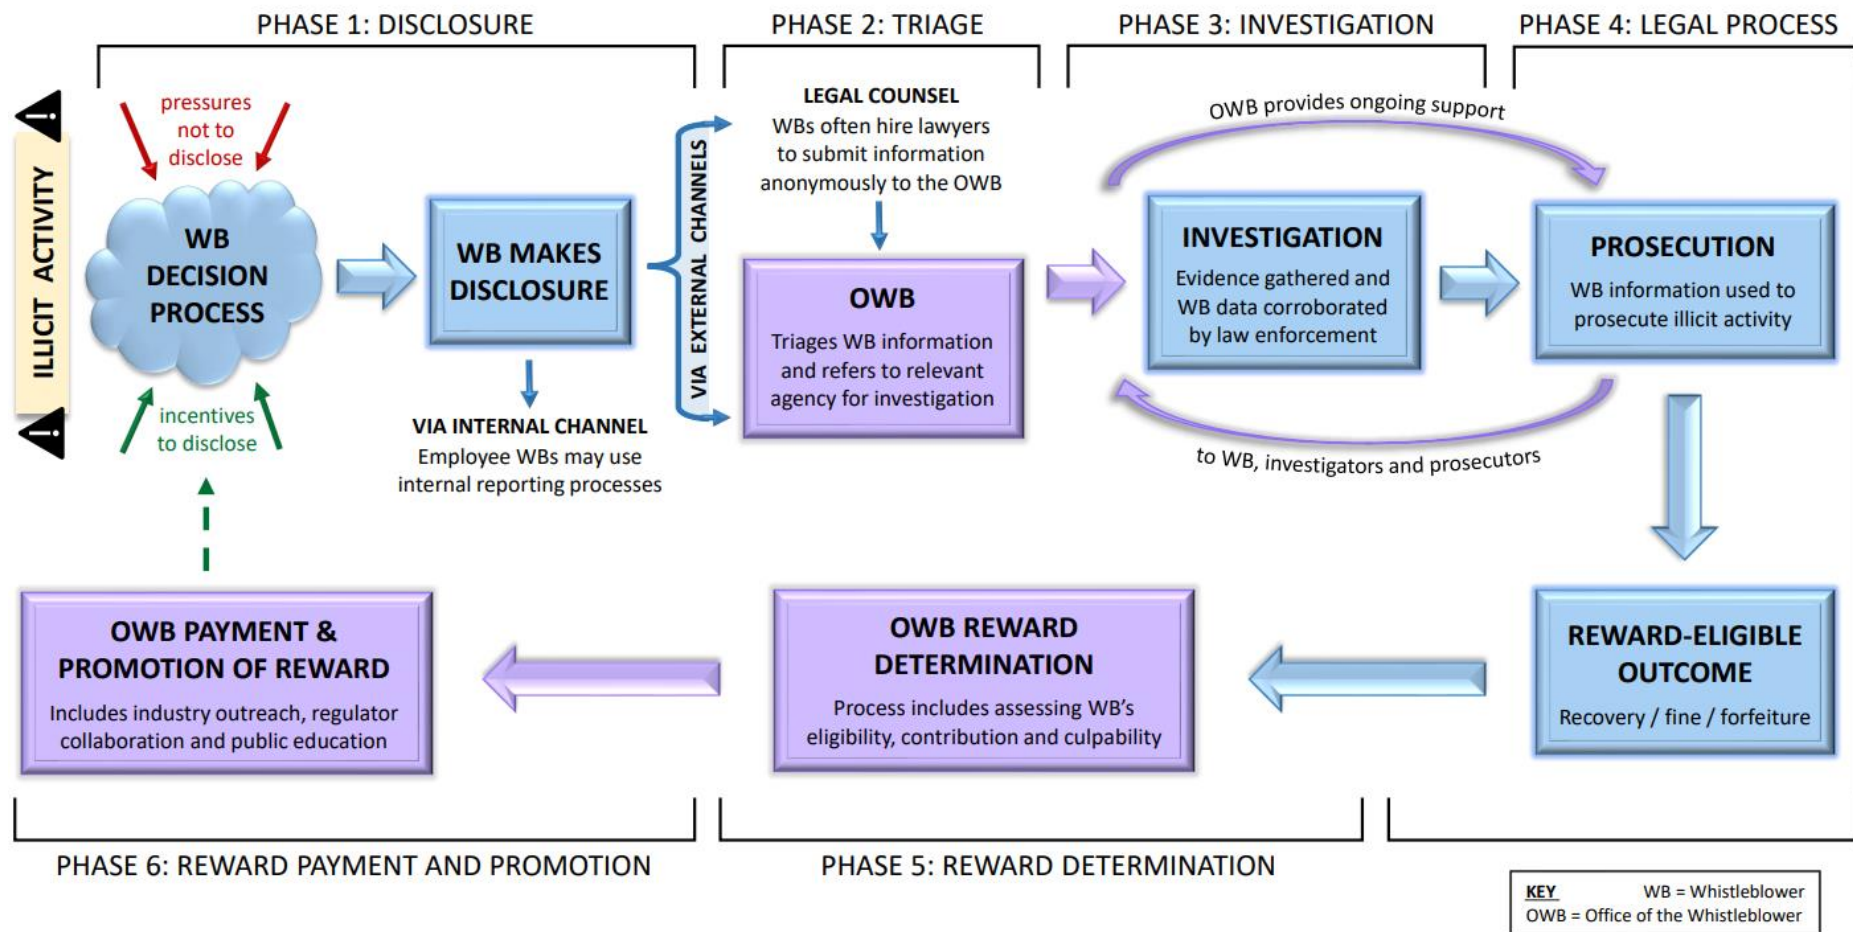 PHASE 1: DISCLOSURE
PHASE 2: TRIAGE
PHASE 3: INVESTIGATION
PHASE 4: LEGAL PROCESS
ILLICIT ACTIVITY
pressures
not to
disclose
WB
DECISION
PROCESS
incentives
to disclose
WB MAKES
DISCLOSURE
VIA INTERNAL CHANNEL
Employee WBs may use
internal reporting processes
VIA EXTERNAL CHANNELS
LEGAL COUNSEL
WBs often hire lawyers
to submit information
anonymously to the OWB
OWB
Triages WB information
and refers to relevant
agency for investigation
OWB provides ongoing support
INVESTIGATION
Evidence gathered and
WB data corroborated
by law enforcement
to WB, investigators and prosecutors
PROSECUTION
WB information used to
prosecute illicit activity
REWARD-ELIGIBLE
OUTCOME
Recovery / fine / forfeiture
OWB REWARD
DETERMINATION
Process includes assessing WB’s
eligibility, contribution and culpability
OWB PAYMENT &
PROMOTION OF REWARD
Includes industry outreach, regulator
collaboration and public education
PHASE 6: REWARD PAYMENT AND PROMOTION
PHASE 5: REWARD DETERMINATION
KEY WB = Whistleblower
OWB = Office of the Whistleblower